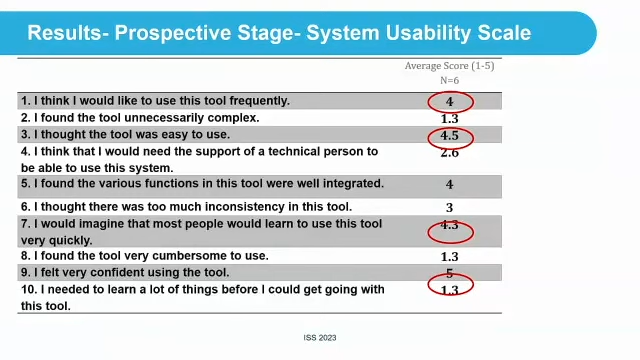 Results- Prospective Stage- System Usability Scale
Average Score (1-5)
N=6
1. I think I would like to use this tool frequently. 4
2. I found the tool unnecessarily complex. 1.3
3. I thought the tool was easy to use. 4.5
4. I think that I would need the support of a technical person to 2.6
be able to use this system.
5. I found the various functions in this tool were well integrated. 4
6. I thought there was too much inconsistency in this tool. 3
7. I would imagine that most people would learn to use this tool 4.3
very quickly.
8. I found the tool very cumbersome to use. 1.3
9. I felt very confident using the tool. 5
10. I needed to learn a lot of things before I could get going with 1.3
this tool.
ISS 2023